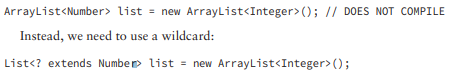 ArrayList<Number> list = new ArrayList<Integer>(); // DOES NOT COMPILE
Instead, we need to use a wildcard:
List<? extends Number> list = new ArrayList<Integer>();